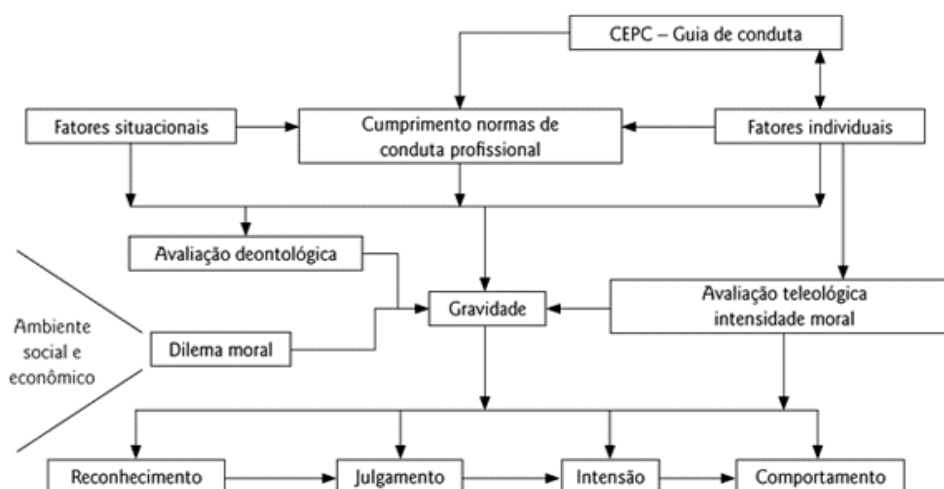 CEPC – Guia de conduta
Fatores situacionais
Cumprimento normas de
conduta profissional
Fatores individuais
Avaliação deontológica
Gravidade
Avaliação teleológica
intensidade moral
Ambiente
social e
econômico
Dilema moral
Reconhecimento
Julgamento
Intensão
Comportamento